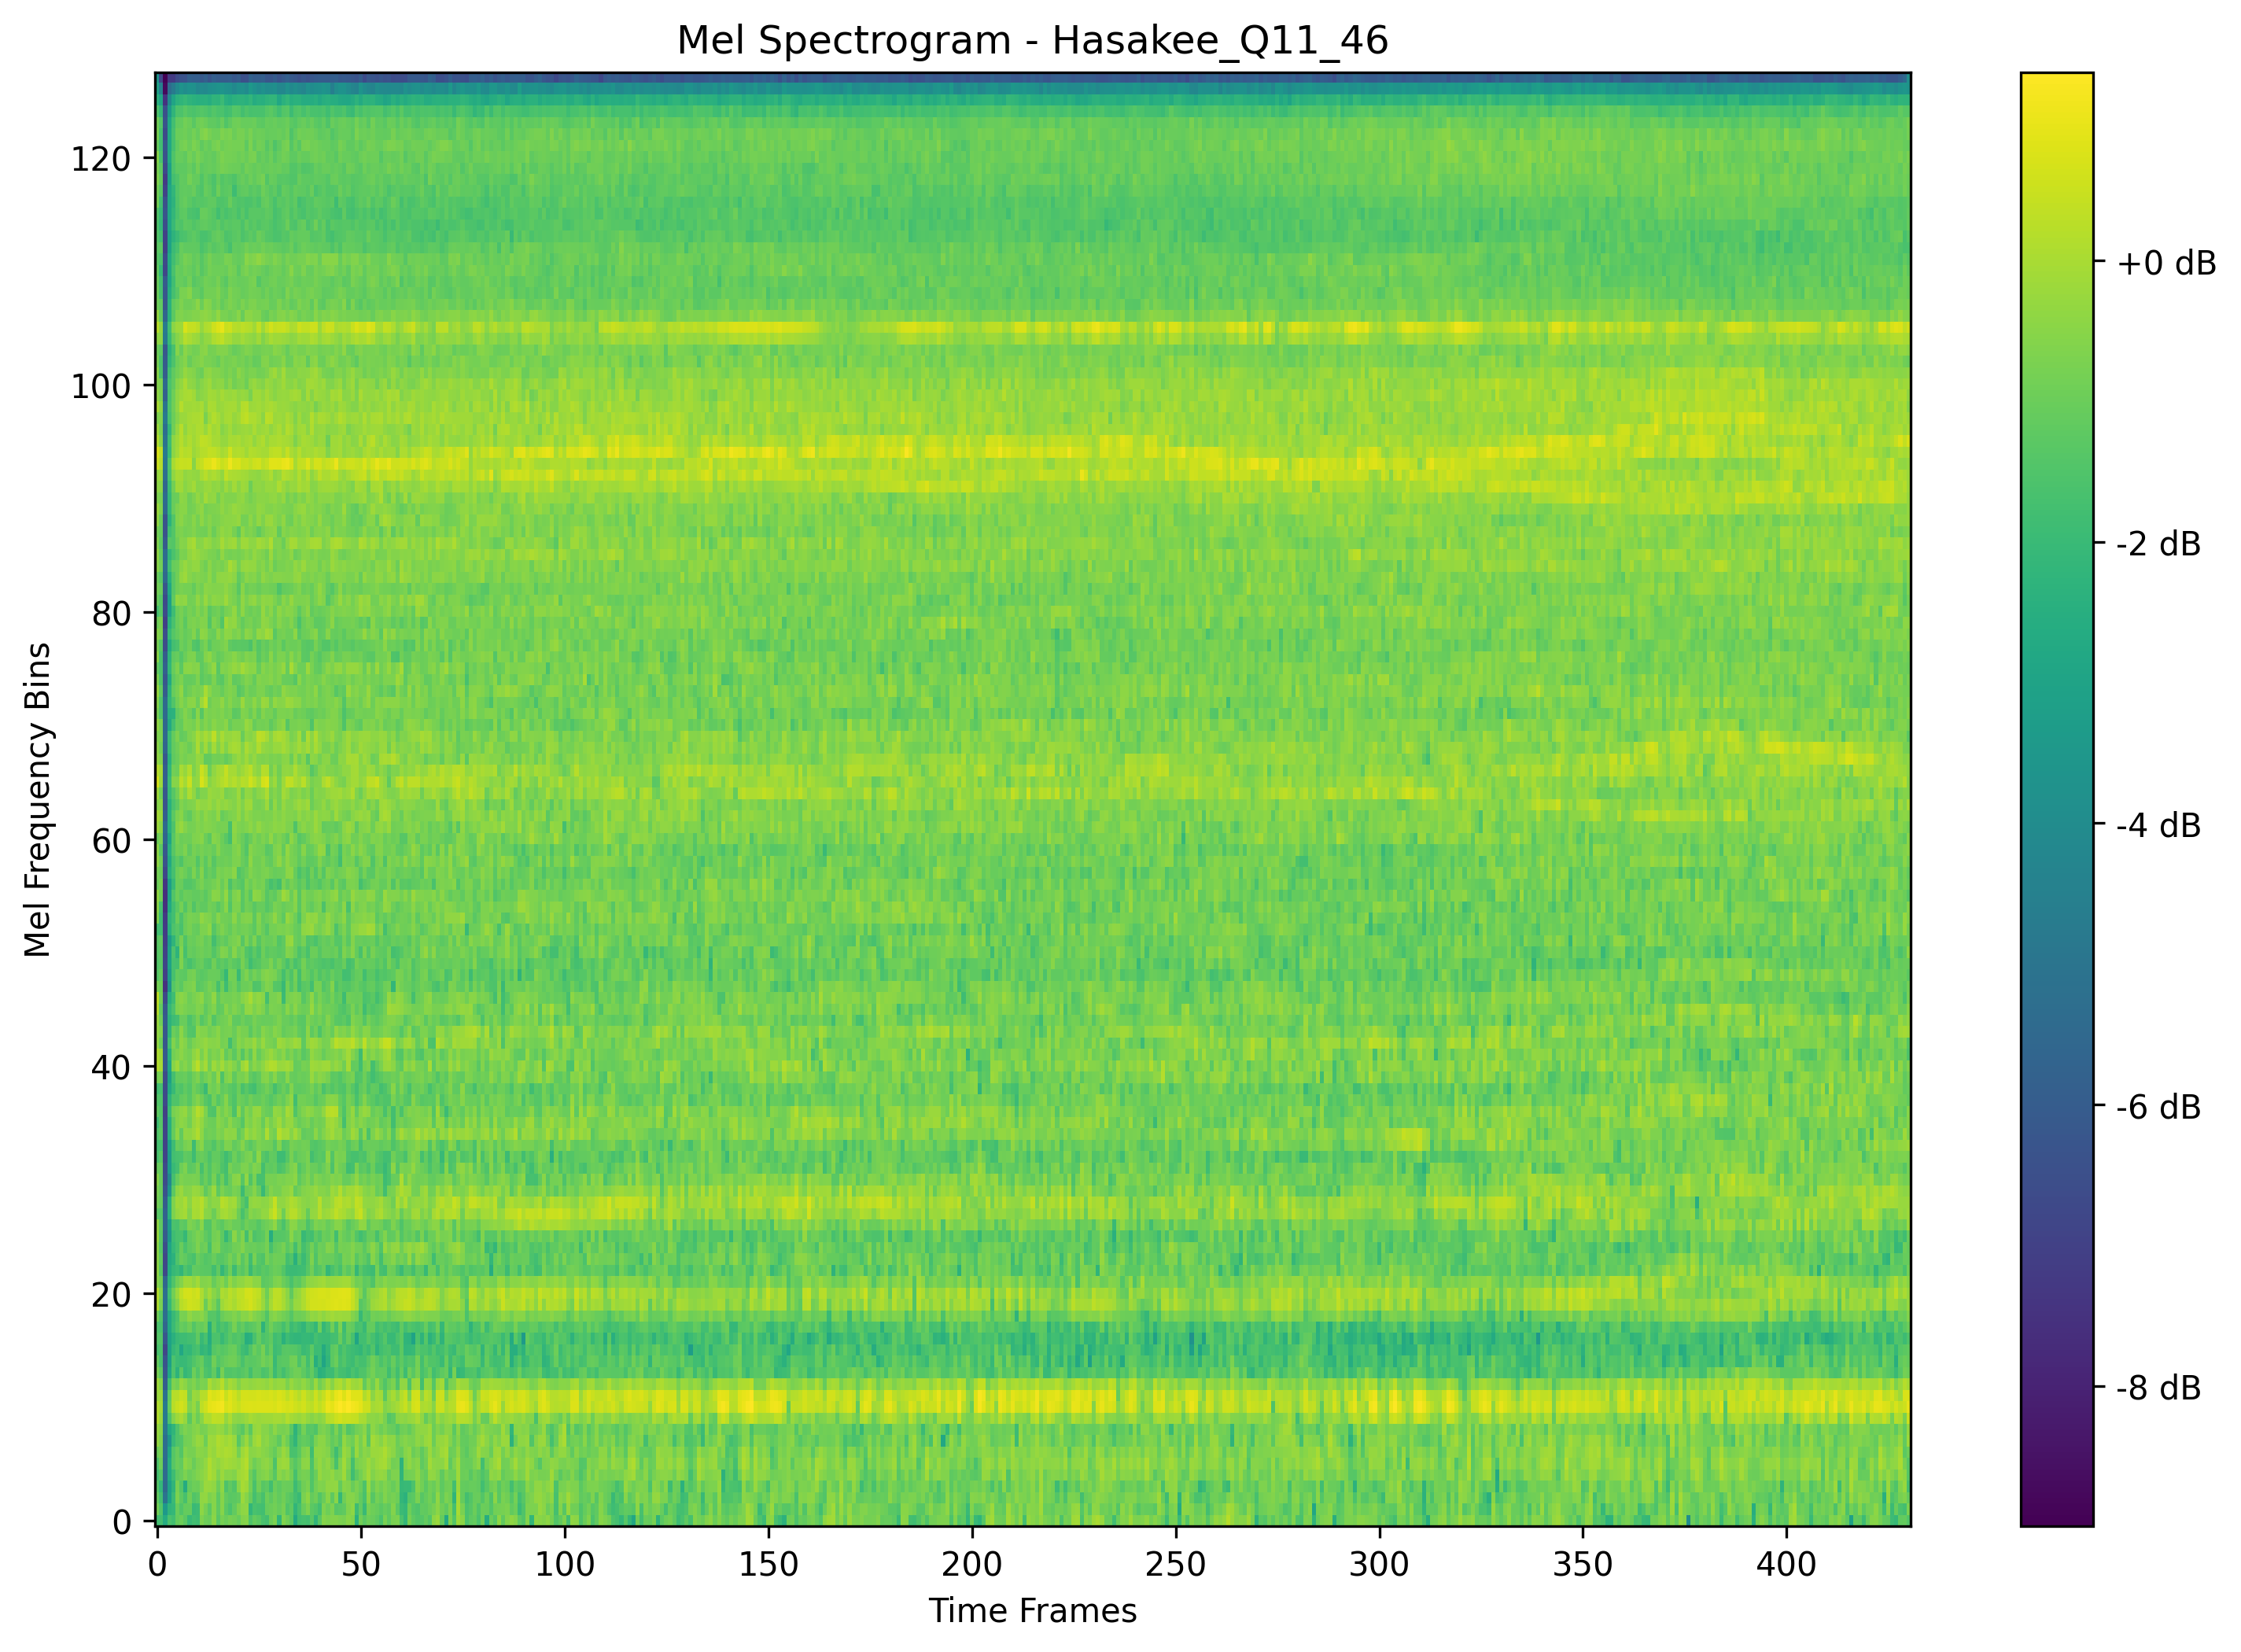 Mel Spectrogram - Hasakee_Q11_46
120
100
80
60
40
20
0
Mel Frequency Bins
0 50 100 150 200 250 300 350 400
Time Frames
+0 dB
-2 dB
-4 dB
-6 dB
-8 dB